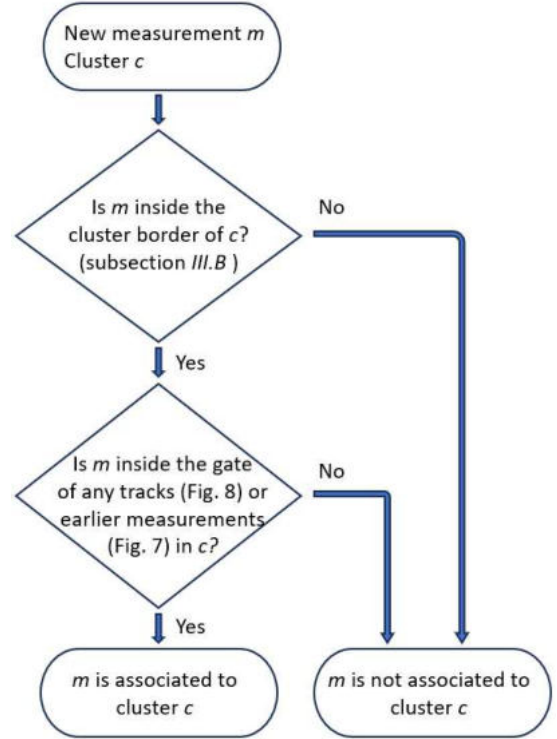 New measurement m
Cluster c
Is m inside the
cluster border of c?
(subsection III.B )
No
Yes
Is m inside the gate
of any tracks (Fig. 8) or
earlier measurements
(Fig. 7) in c?
No
Yes
m is associated to
cluster c
m is not associated to
cluster c